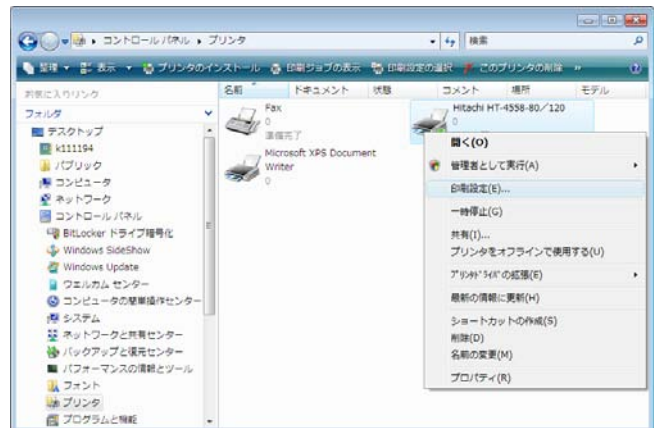 コントロール パネル ▸ プリンタ
検索
整理 表示 プリンタのインストール 印刷ジョブの表示 印刷設定の選択 このプリンタの削除 »
お気に入りリンク
フォルダ
デスクトップ
k111194
パブリック
コンピュータ
ネットワーク
コントロール パネル
BitLocker ドライブ暗号化
Windows SideShow
Windows Update
ウェルカム センター
コンピュータの簡単操作センター
システム
ネットワークと共有センター
バックアップと復元センター
パフォーマンスの情報とツール
フォント
プリンタ
プログラムと機能
名前 ドキュメント 状態 コメント 場所 モデル
Fax
0
準備完了
Hitachi HT-4558-80/120
0
Microsoft XPS Document
Writer
0
開く(O)
管理者として実行(A)
印刷設定(E)...
一時停止(G)
共有(I)...
プリンタをオフラインで使用する(U)
プリンタドライバの拡張(E)
最新の情報に更新(H)
ショートカットの作成(S)
削除(D)
名前の変更(M)
プロパティ(R)